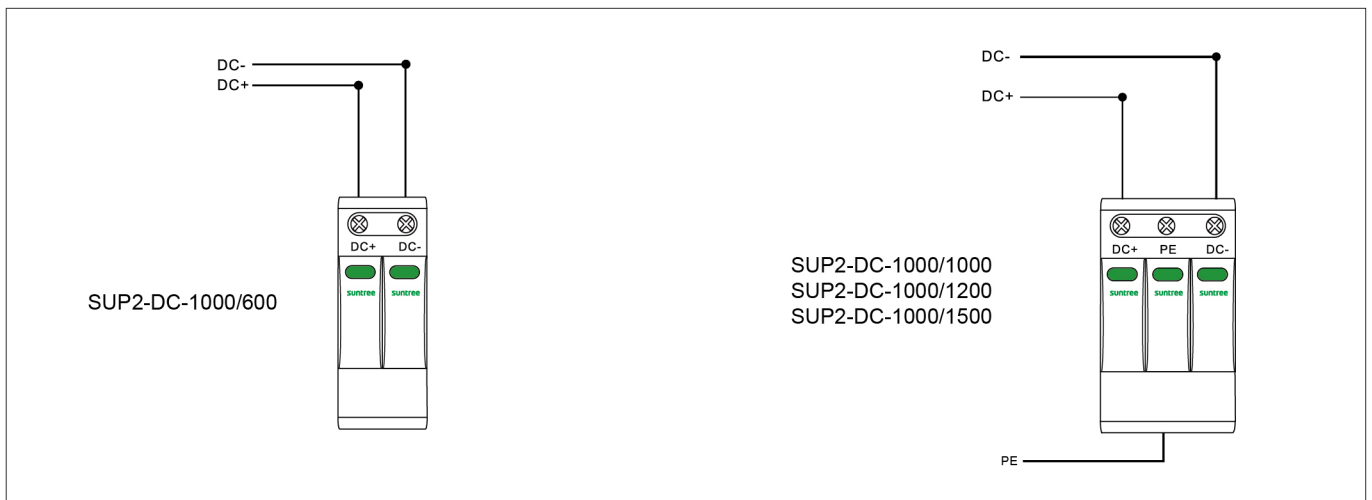 DC-
DC+
DC+ DC-
suntree suntree
SUP2-DC-1000/600
DC-
DC+
DC+ PE DC-
suntree suntree suntree
SUP2-DC-1000/1000
SUP2-DC-1000/1200
SUP2-DC-1000/1500
PE